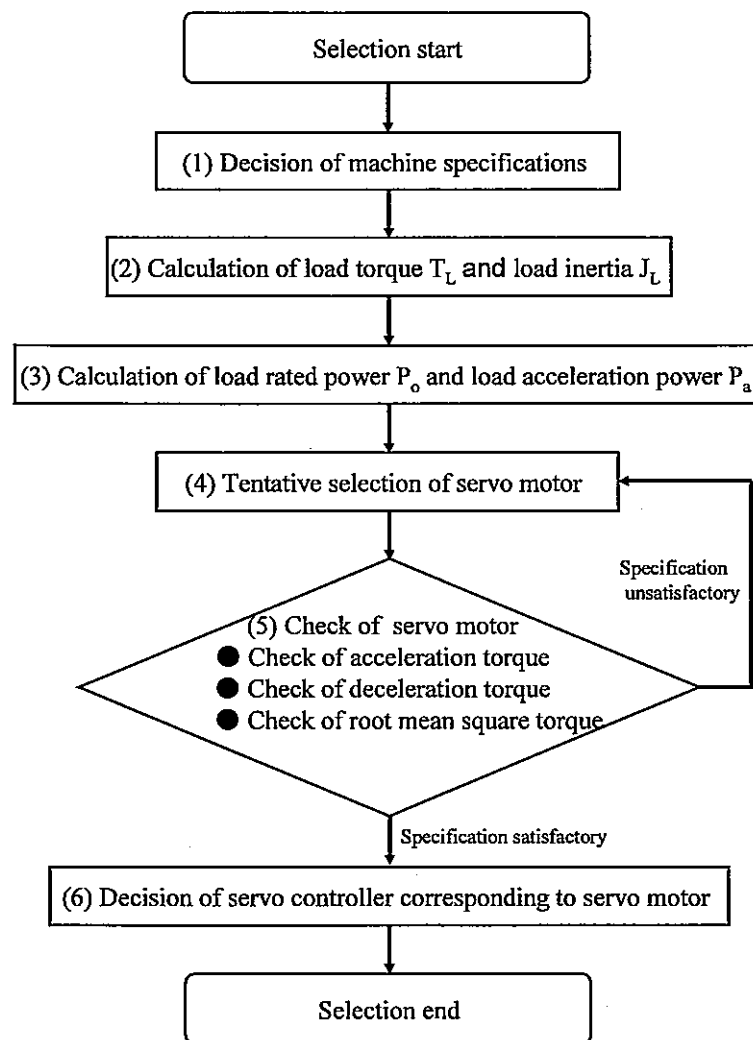 Selection start
(1) Decision of machine specifications
(2) Calculation of load torque T_L and load inertia J_L
(3) Calculation of load rated power P_o and load acceleration power P_a
(4) Tentative selection of servo motor
Specification
unsatisfactory
(5) Check of servo motor
● Check of acceleration torque
● Check of deceleration torque
● Check of root mean square torque
Specification satisfactory
(6) Decision of servo controller corresponding to servo motor
Selection end